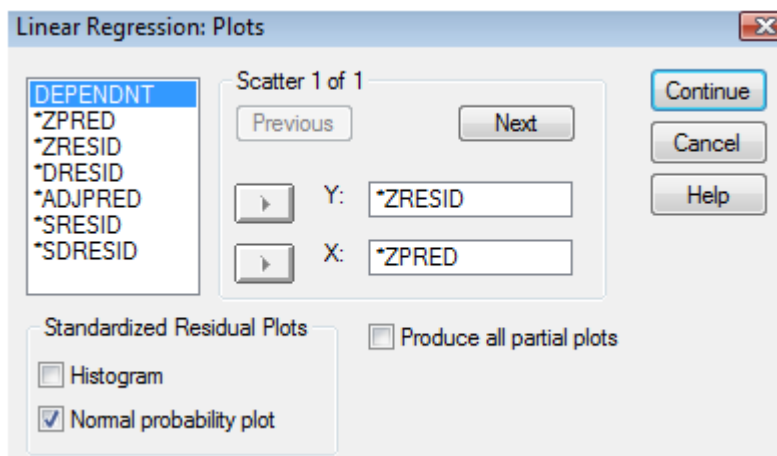 Linear Regression: Plots
DEPENDNT
*ZPRED
*ZRESID
*DRESID
*ADJPRED
*SRESID
*SDRESID
Scatter 1 of 1
Previous
Next
Y: *ZRESID
X: *ZPRED
Continue
Cancel
Help
Standardized Residual Plots
Histogram
Normal probability plot
Produce all partial plots